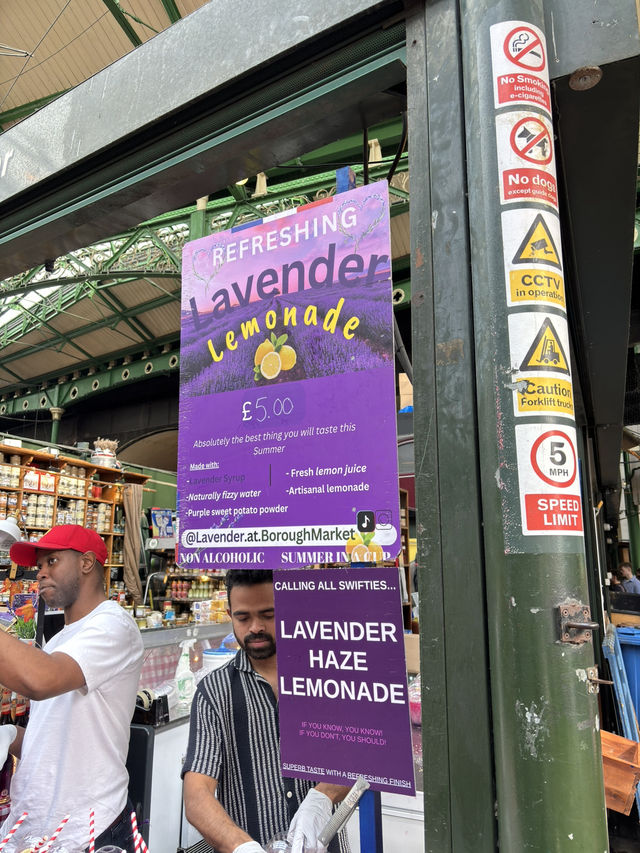 REFRESHING
Lavender
Lemonade
£5.00
Absolutely the best thing you will taste this
Summer
Made with:
-Lavender Syrup
-Naturally fizzy water
-Purple sweet potato powder
- Fresh lemon juice
-Artisanal lemonade
@Lavender.at.BoroughMarket
NON ALCOHOLIC SUMMER IN A CUP
CALLING ALL SWIFTIES...
LAVENDER
HAZE
LEMONADE
IF YOU KNOW, YOU KNOW!
IF YOU DON'T, YOU SHOULD!
SUPERB TASTE WITH A REFRESHING FINISH
No Smoking
including
e-cigarettes
No dogs
except guide dogs
CCTV
in operation
Caution
Forklift trucks
5
MPH
SPEED
LIMIT